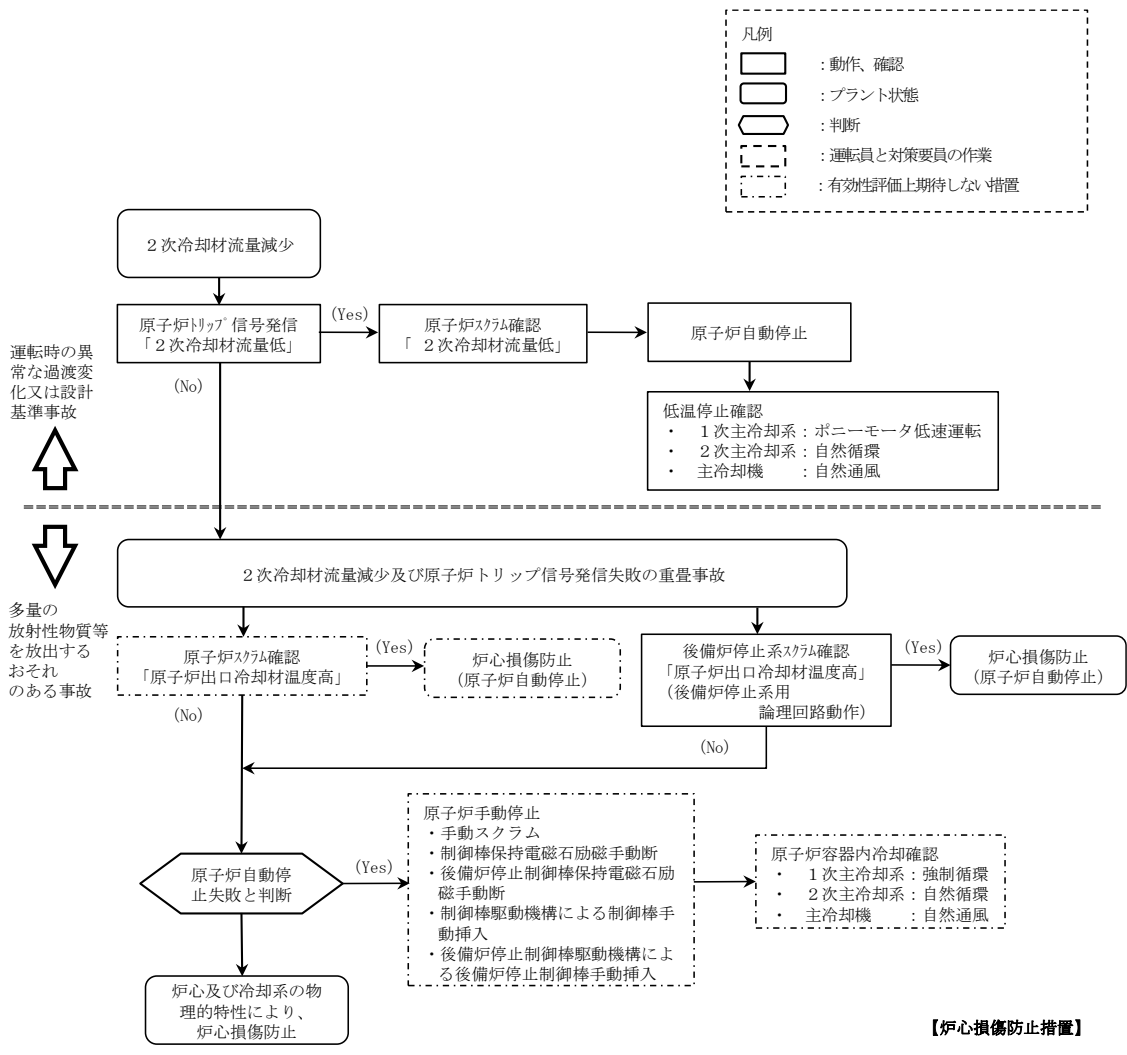 凡例
：動作、確認
：プラント状態
：判断
：運転員と対策要員の作業
：有効性評価上期待しない措置
２次冷却材流量減少
原子炉ﾄﾘｯﾌﾟ信号発信
「２次冷却材流量低」
(Yes)
原子炉ｽｸﾗﾑ確認
「 ２次冷却材流量低」
原子炉自動停止
(No)
運転時の異
常な過渡変
化又は設計
基準事故
低温停止確認
・ １次主冷却系：ポニーモータ低速運転
・ ２次主冷却系：自然循環
・ 主冷却機 ：自然通風
２次冷却材流量減少及び原子炉トリップ信号発信失敗の重畳事故
多量の
放射性物質等
を放出する
おそれ
のある事故
原子炉ｽｸﾗﾑ確認
「原子炉出口冷却材温度高」
(Yes)
炉心損傷防止
（原子炉自動停止）
後備炉停止系ｽｸﾗﾑ確認
「原子炉出口冷却材温度高」
（後備炉停止系用
論理回路動作）
(Yes)
炉心損傷防止
（原子炉自動停止）
(No)
(No)
原子炉自動停
止失敗と判断
(Yes)
原子炉手動停止
・手動スクラム
・制御棒保持電磁石励磁手動断
・後備炉停止制御棒保持電磁石励
磁手動断
・制御棒駆動機構による制御棒手
動挿入
・後備炉停止制御棒駆動機構によ
る後備炉停止制御棒手動挿入
原子炉容器内冷却確認
・ １次主冷却系：強制循環
・ ２次主冷却系：自然循環
・ 主冷却機 ：自然通風
炉心及び冷却系の物
理的特性により、
炉心損傷防止
【炉心損傷防止措置】